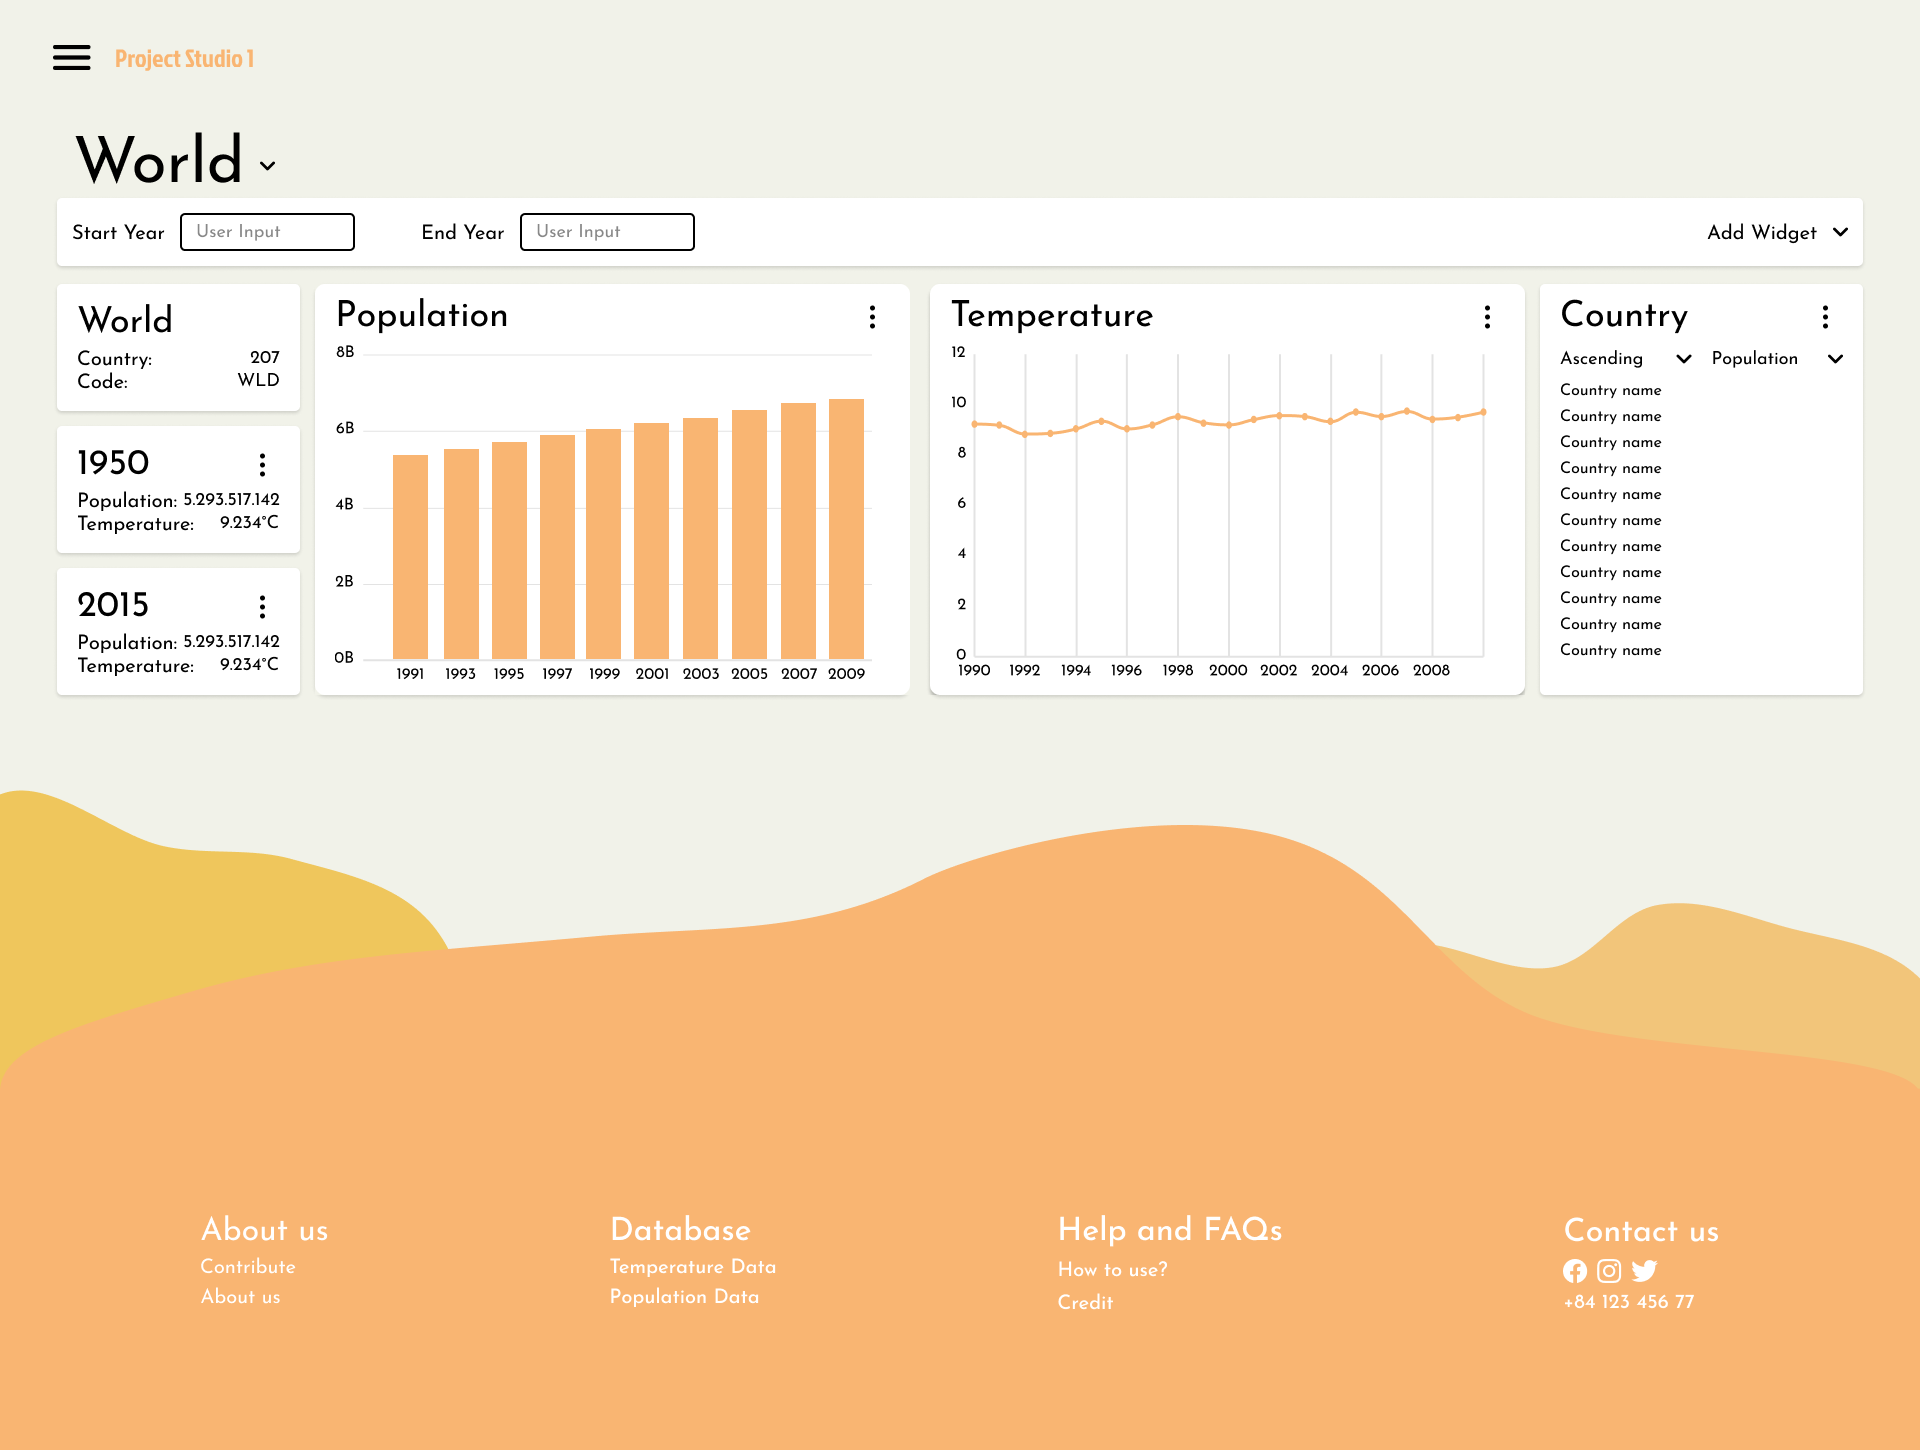 Project Studio 1
World
Start Year User Input End Year User Input Add Widget
World
Country: 207
Code: WLD
1950
Population: 5.293.517.142
Temperature: 9.234°C
2015
Population: 5.293.517.142
Temperature: 9.234°C
Population
8B
6B
4B
2B
0B
1991 1993 1995 1997 1999 2001 2003 2005 2007 2009
Temperature
12
10
8
6
4
2
0
1990 1992 1994 1996 1998 2000 2002 2004 2006 2008
Country
Ascending Population
Country name
Country name
Country name
Country name
Country name
Country name
Country name
Country name
Country name
Country name
Country name
About us
Contribute
About us
Database
Temperature Data
Population Data
Help and FAQs
How to use?
Credit
Contact us
+84 123 456 77